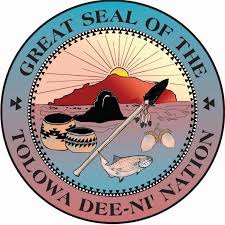 GREAT SEAL OF THE
TOLOWA DEE-NI' NATION